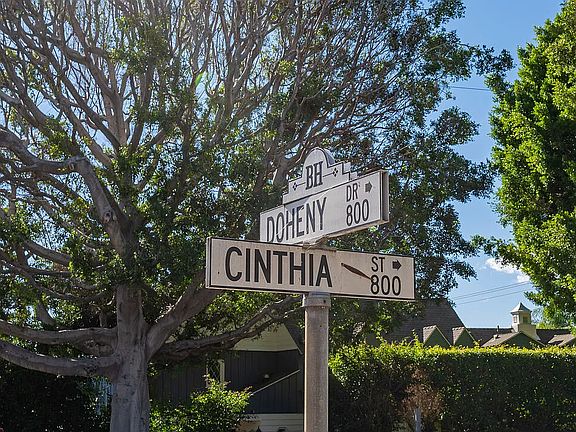 BH
DOHENY DR →
800
CINTHIA ST →
800